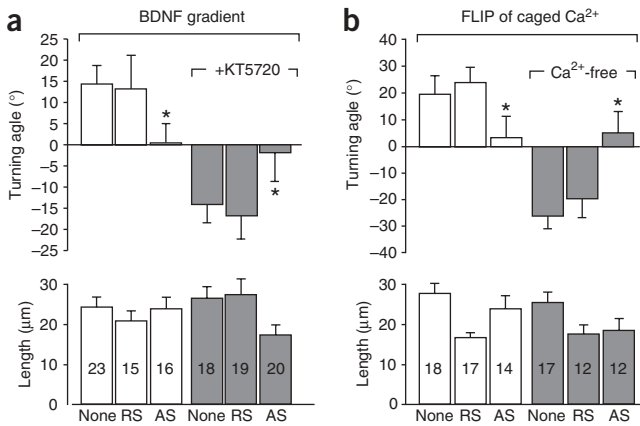 a
BDNF gradient
+KT5720
Turning agle (°)
25
20
15
10
5
0
−5
−10
−15
−20
−25
*
*
Length (μm)
30
20
10
0
23 15 16 18 19 20
None RS AS None RS AS
b
FLIP of caged Ca²⁺
Ca²⁺-free
Turning agle (°)
40
30
20
10
0
−10
−20
−30
−40
*
*
Length (μm)
30
20
10
0
18 17 14 17 12 12
None RS AS None RS AS